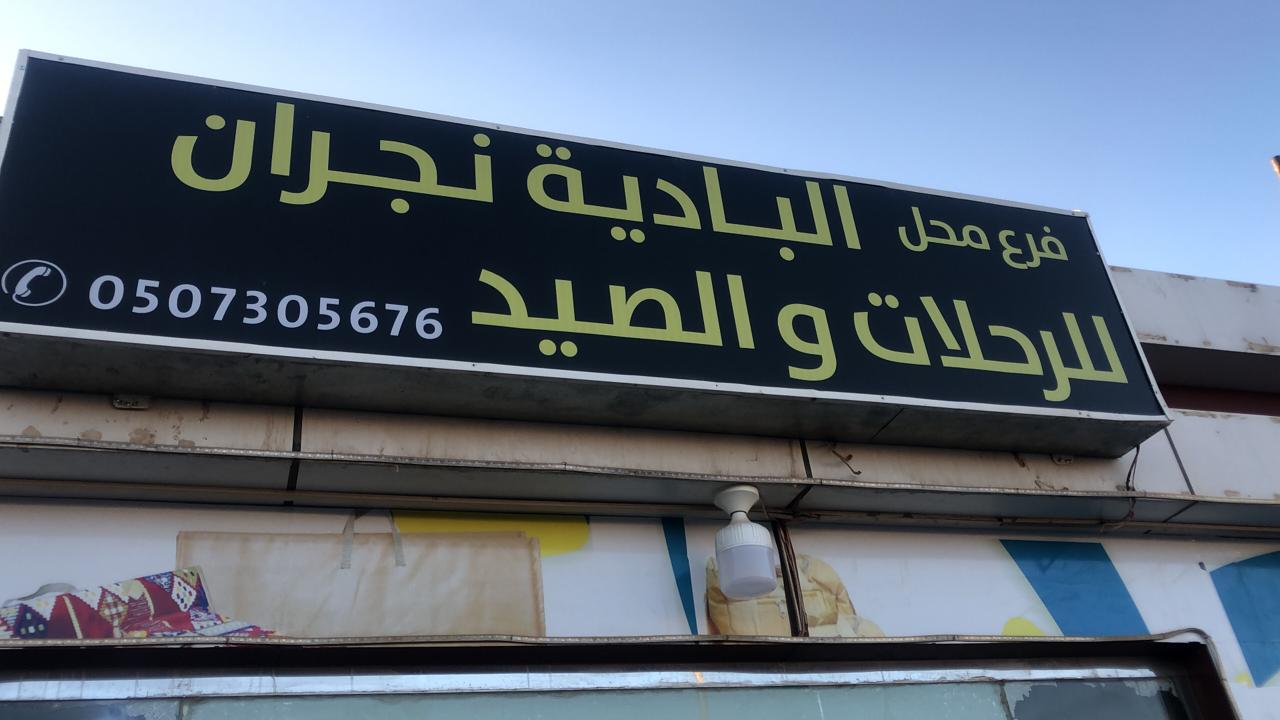 فرع محل البادية نجران
للرحلات و الصيد
0507305676